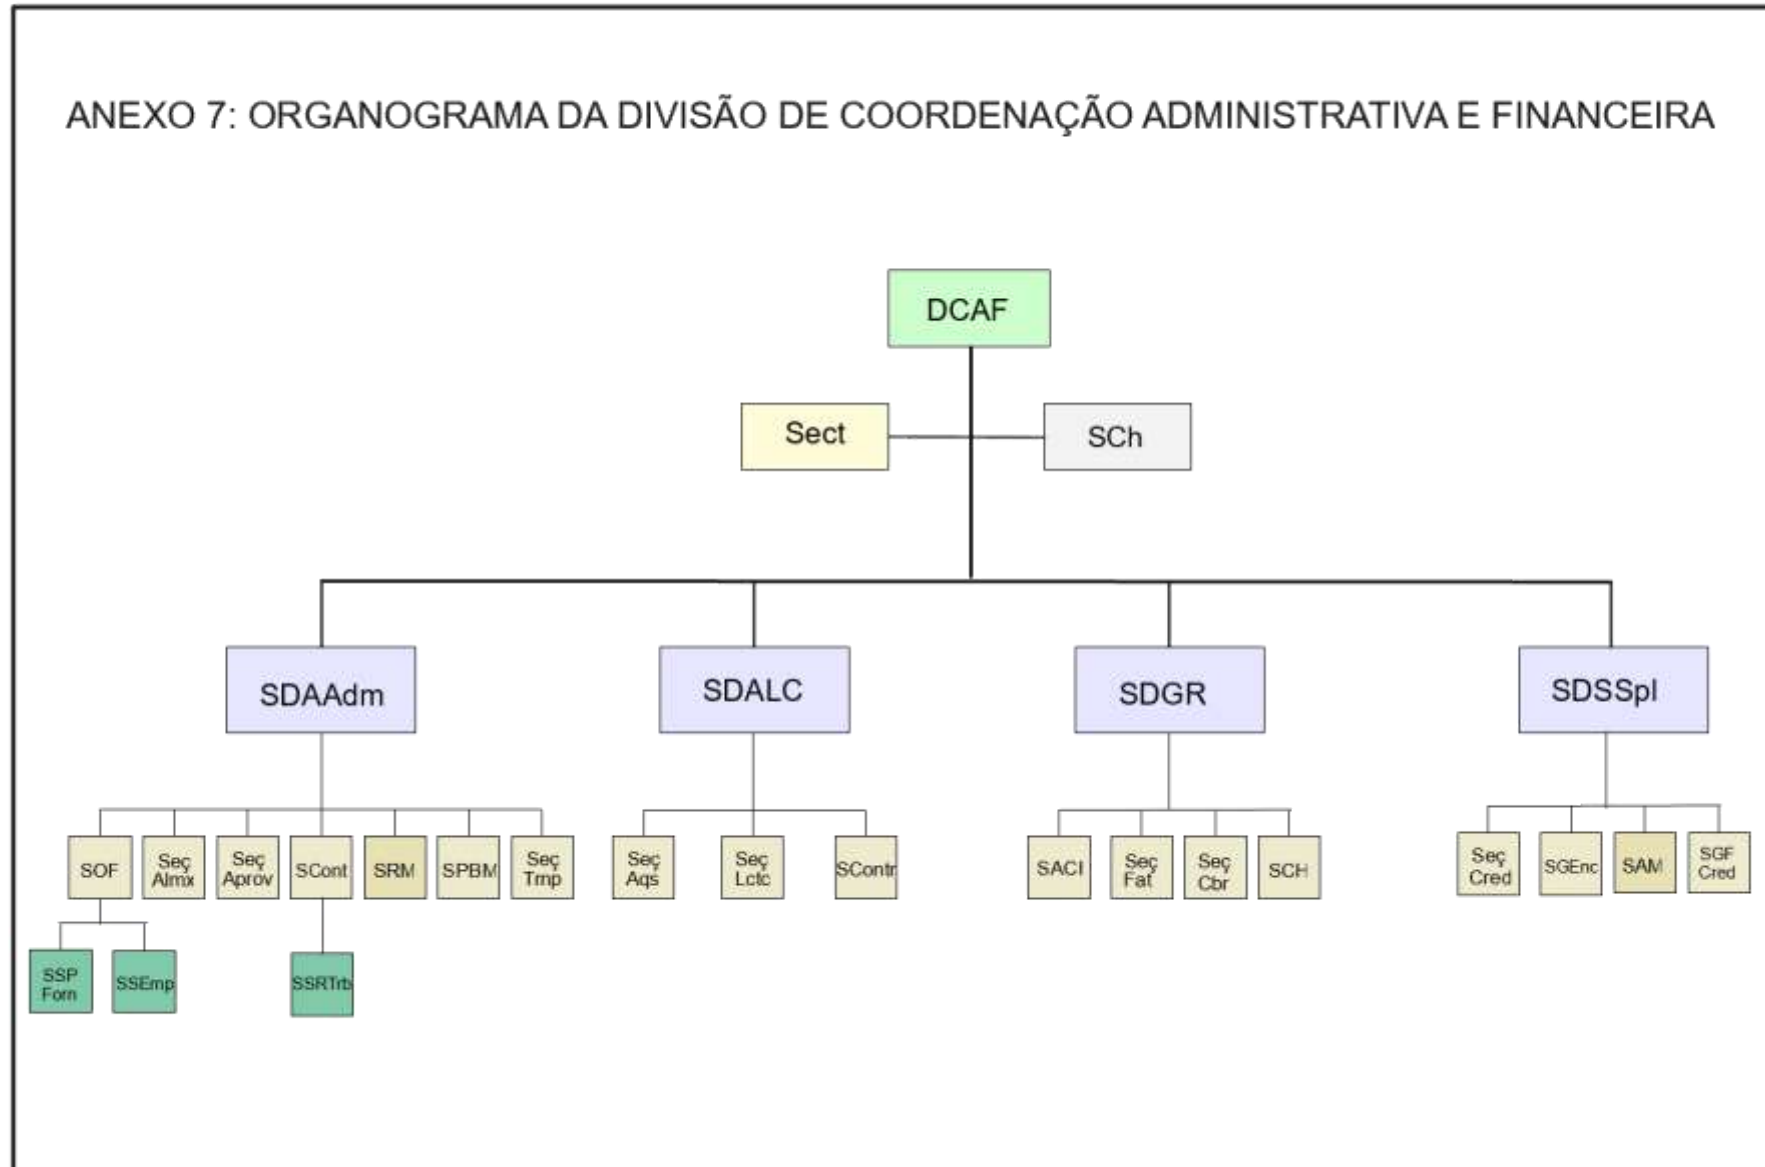 ANEXO 7: ORGANOGRAMA DA DIVISÃO DE COORDENAÇÃO ADMINISTRATIVA E FINANCEIRA
DCAF
Sect
SCh
SDAAdm
SDALC
SDGR
SDSSpl
SOF
Seç
Almx
Seç
Aprov
SCont
SRM
SPBM
Seç
Trnp
Seç
Aqs
Seç
Lctc
SContr
SACI
Seç
Fat
Seç
Cbr
SCH
Seç
Cred
SGEnc
SAM
SGF
Cred
SSP
Forn
SSEmp
SSRTrb